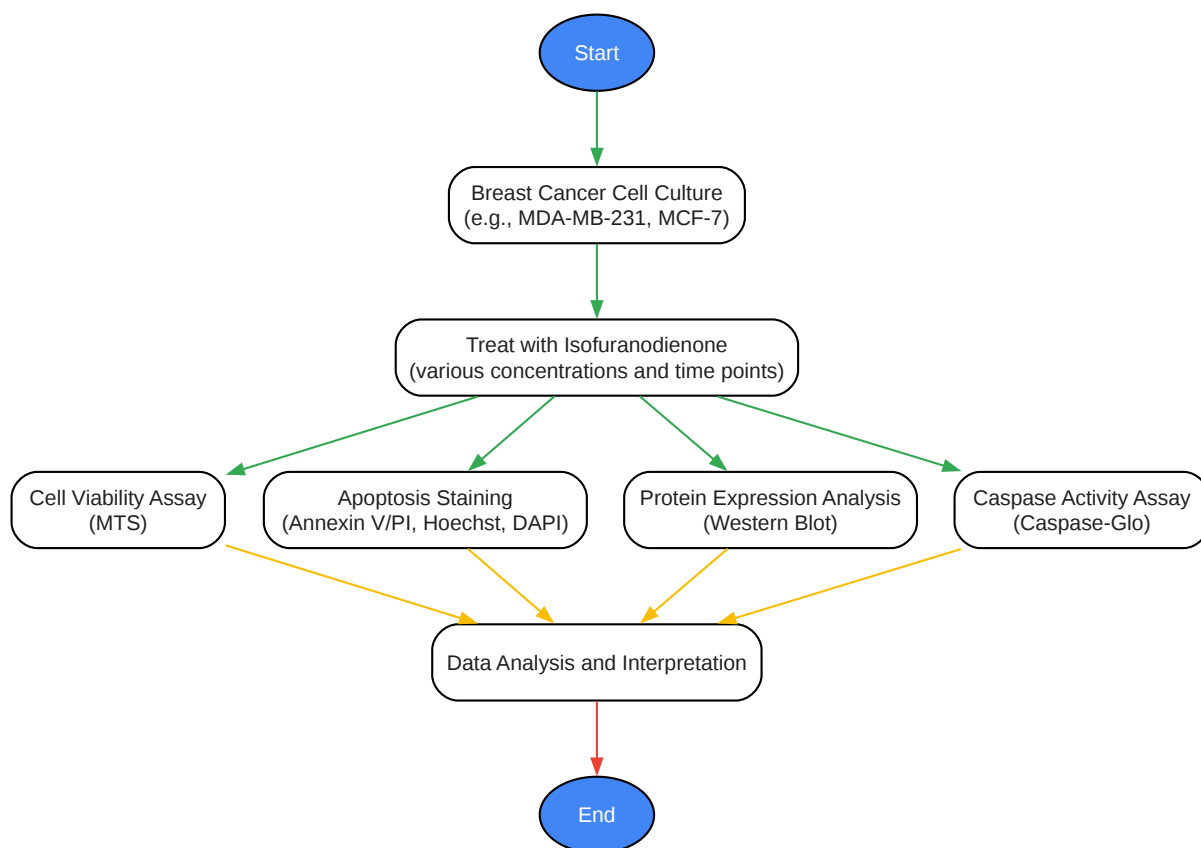 Start
Breast Cancer Cell Culture
(e.g., MDA-MB-231, MCF-7)
Treat with Isofuranodienone
(various concentrations and time points)
Cell Viability Assay
(MTS)
Apoptosis Staining
(Annexin V/PI, Hoechst, DAPI)
Protein Expression Analysis
(Western Blot)
Caspase Activity Assay
(Caspase-Glo)
Data Analysis and Interpretation
End